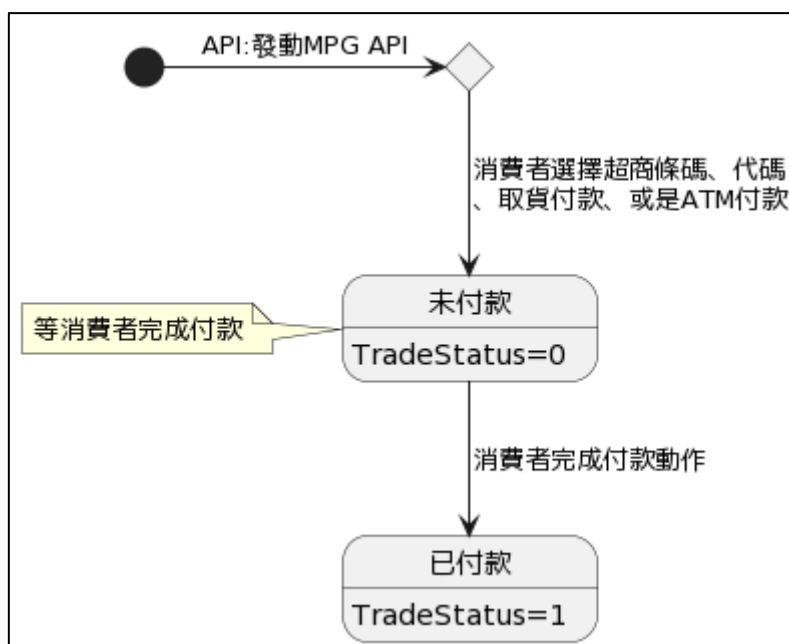 API:發動MPG API
消費者選擇超商條碼、代碼
、取貨付款、或是ATM付款
未付款
等消費者完成付款
TradeStatus=0
消費者完成付款動作
已付款
TradeStatus=1